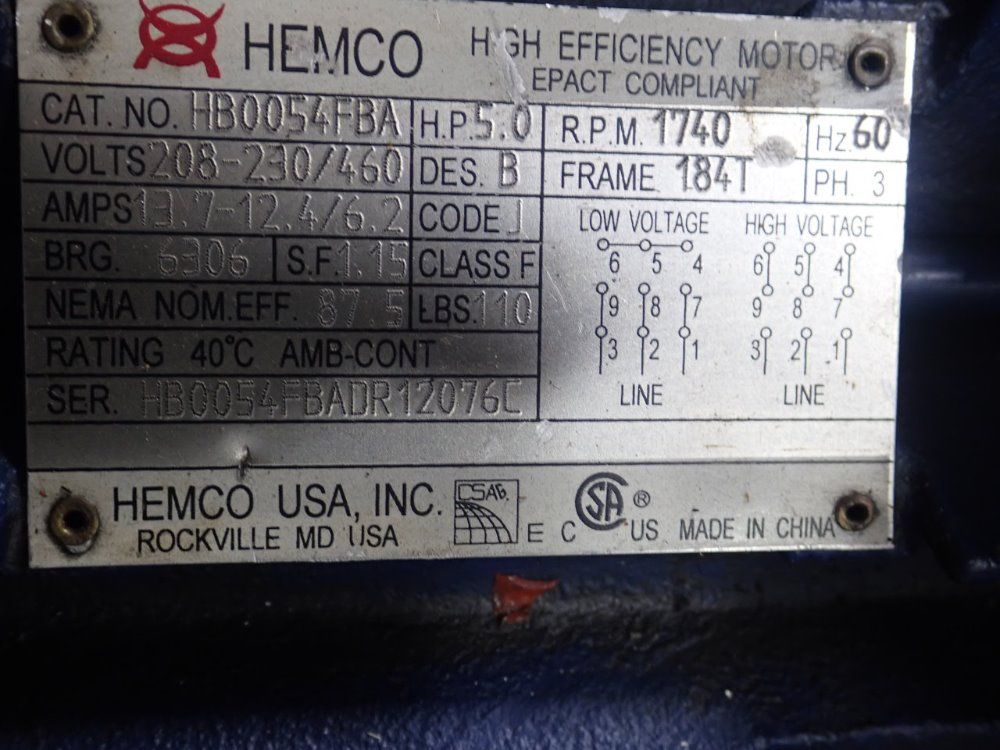 HEMCO HIGH EFFICIENCY MOTOR
EPACT COMPLIANT
CAT. NO. HB0054FBA H.P. 5.0 R.P.M. 1740 Hz. 60
VOLTS 208-230/460 DES. B FRAME 184T PH. 3
AMPS 13.7-12.4/6.2 CODE J LOW VOLTAGE HIGH VOLTAGE
BRG. 6306 S.F. 1.15 CLASS F
6 5 4 6 5 4
NEMA NOM.EFF. 87.5 LBS. 110
9 8 7 9 8 7
RATING 40°C AMB-CONT
3 2 1 3 2 1
SER. HB0054FBADR12076C LINE LINE
HEMCO USA, INC.
ROCKVILLE MD USA
E C SA ® US MADE IN CHINA